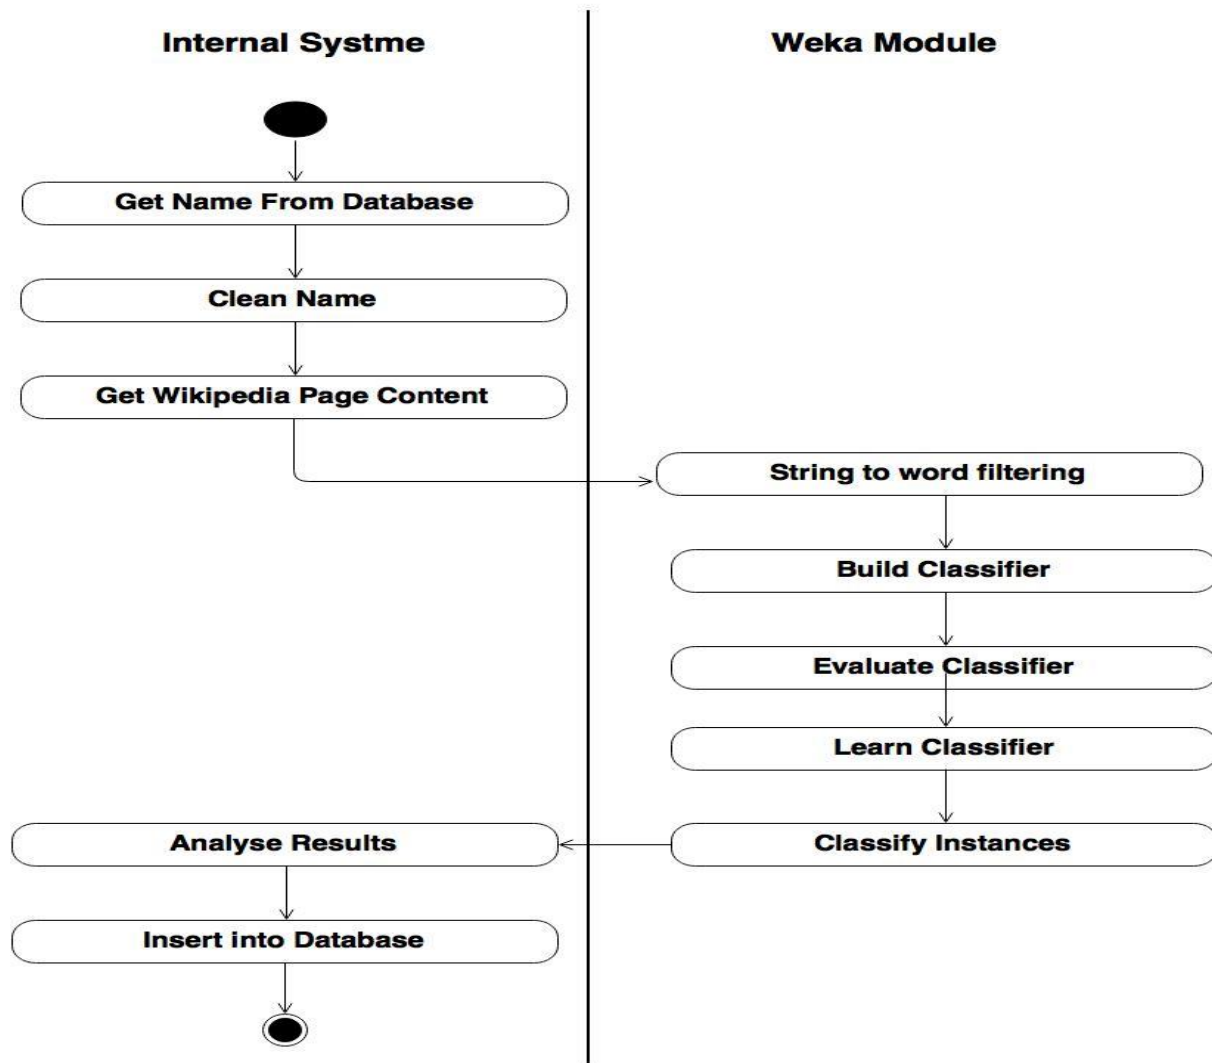 Internal Systme
Weka Module
Get Name From Database
Clean Name
Get Wikipedia Page Content
String to word filtering
Build Classifier
Evaluate Classifier
Learn Classifier
Classify Instances
Analyse Results
Insert into Database